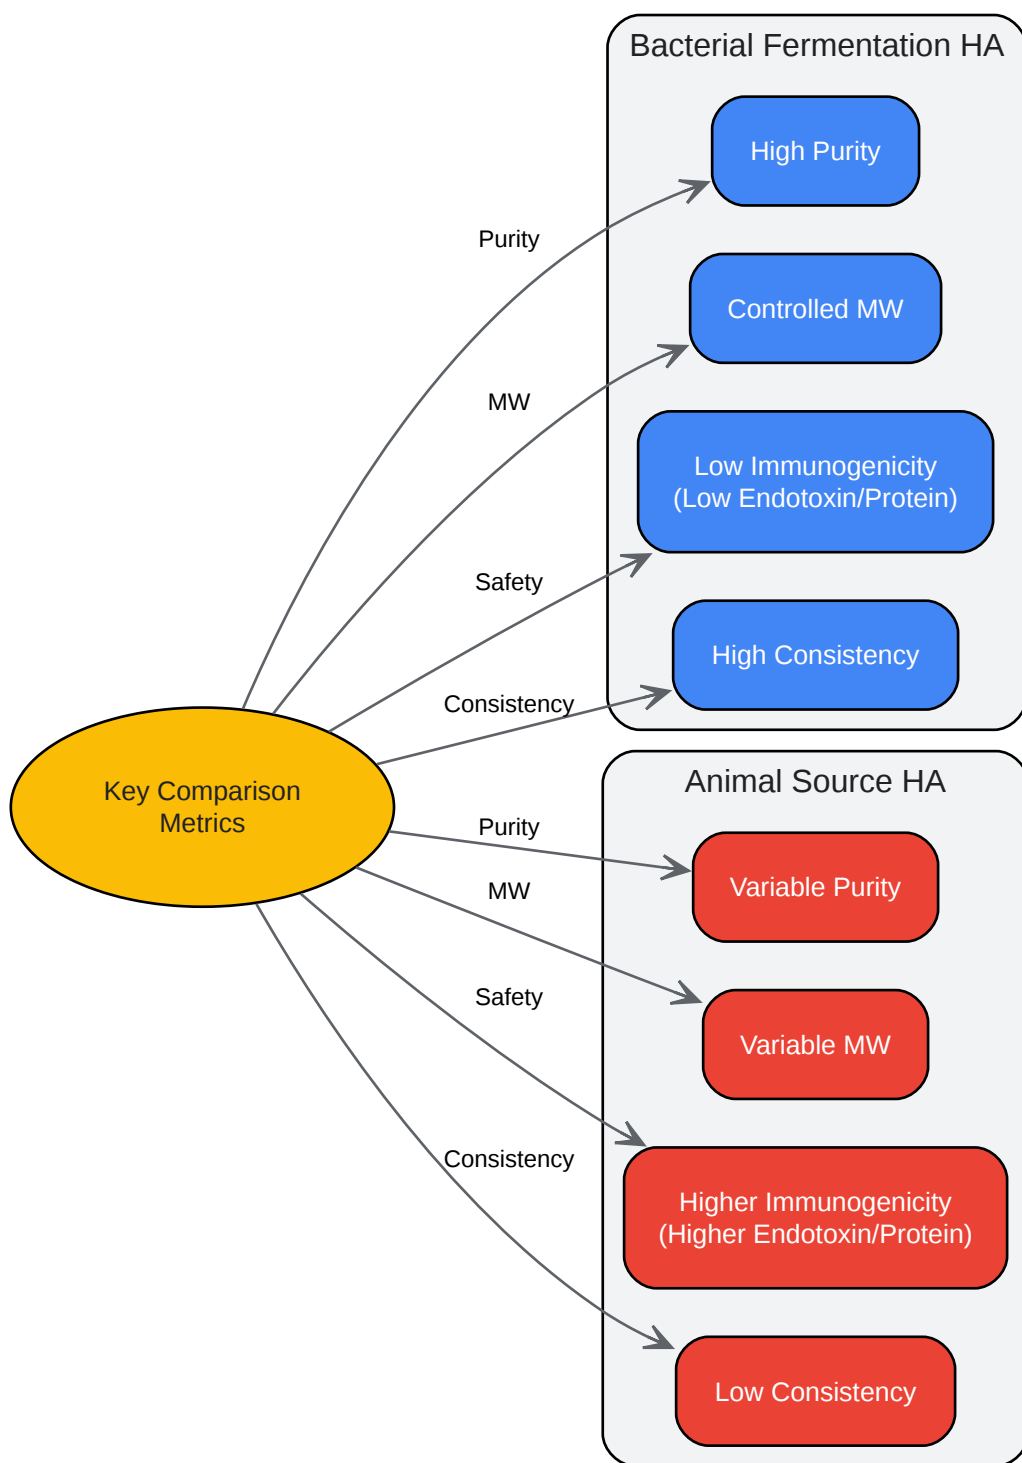 Bacterial Fermentation HA
High Purity
Purity
Controlled MW
MW
Low Immunogenicity
(Low Endotoxin/Protein)
Safety
High Consistency
Consistency
Key Comparison
Metrics
Animal Source HA
Purity
Variable Purity
MW
Variable MW
Safety
Higher Immunogenicity
(Higher Endotoxin/Protein)
Consistency
Low Consistency